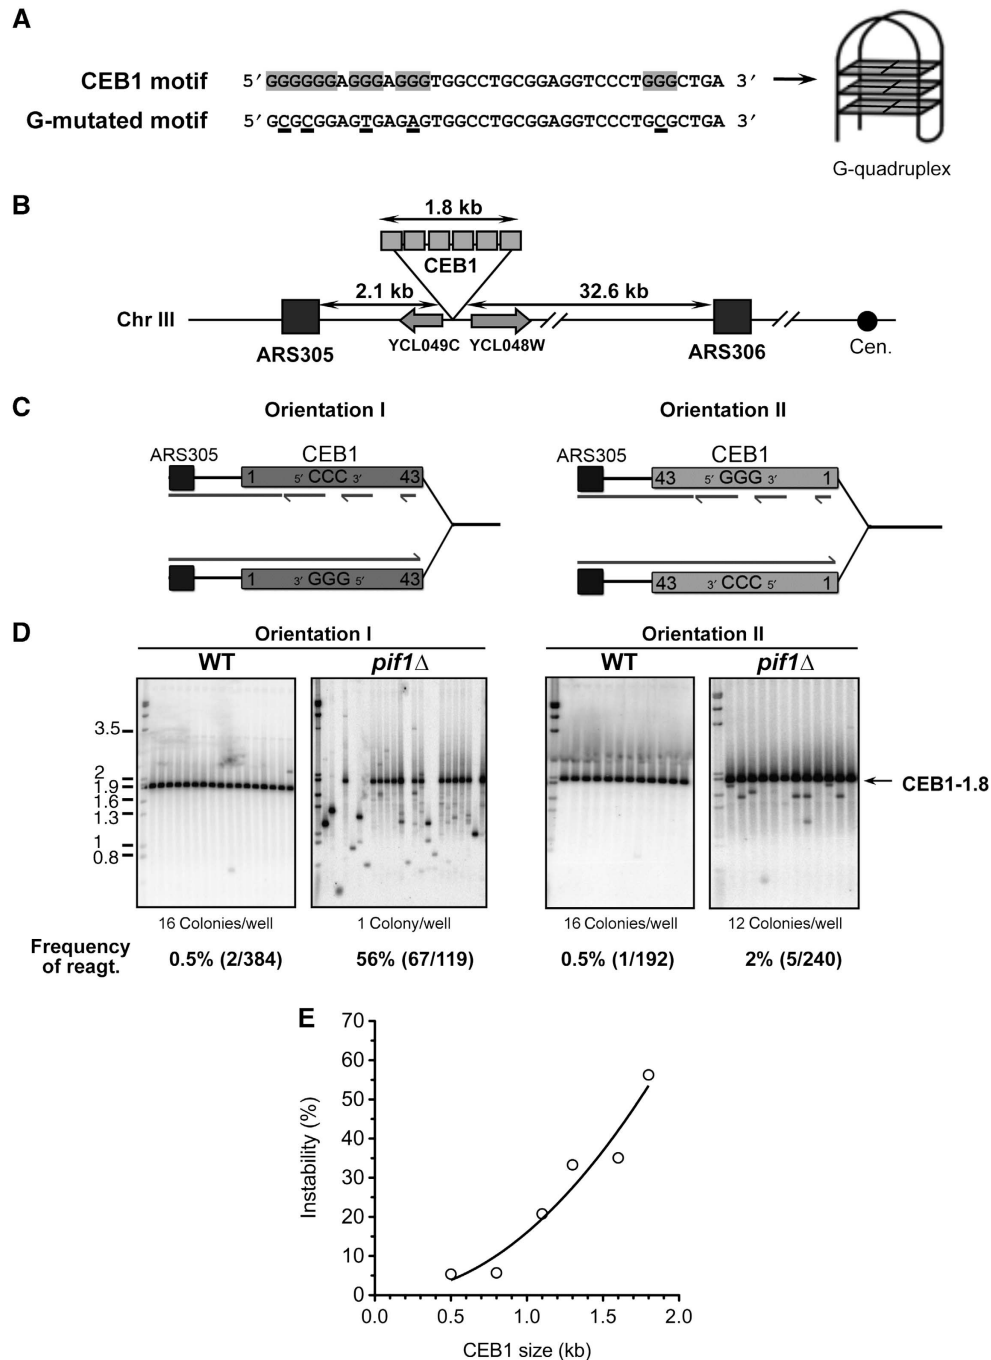 A
CEB1 motif 5′ GGGGGGAGGGAGGGTGGCCTGCGGAGGTCCCTGGGCTGA 3′
G-mutated motif 5′ GCGCGGAGTGAGAGTGGCCTGCGGAGGTCCCTGCGCTGA 3′
G-quadruplex
B
1.8 kb
CEB1
2.1 kb 32.6 kb
Chr III
ARS305 YCL049C YCL048W ARS306 Cen.
C
Orientation I Orientation II
ARS305 CEB1 ARS305 CEB1
1 5′ CCC 3′ 43 43 5′ GGG 3′ 1
1 3′ GGG 5′ 43 43 3′ CCC 5′ 1
D
Orientation I Orientation II
WT pif1Δ WT pif1Δ
3.5
2
1.9
1.6
1.3
1
0.8
CEB1-1.8
16 Colonies/well 1 Colony/well 16 Colonies/well 12 Colonies/well
Frequency
of reagt. 0.5% (2/384) 56% (67/119) 0.5% (1/192) 2% (5/240)
E
70
60
50
40
30
20
10
0
Instability (%)
0.0 0.5 1.0 1.5 2.0
CEB1 size (kb)